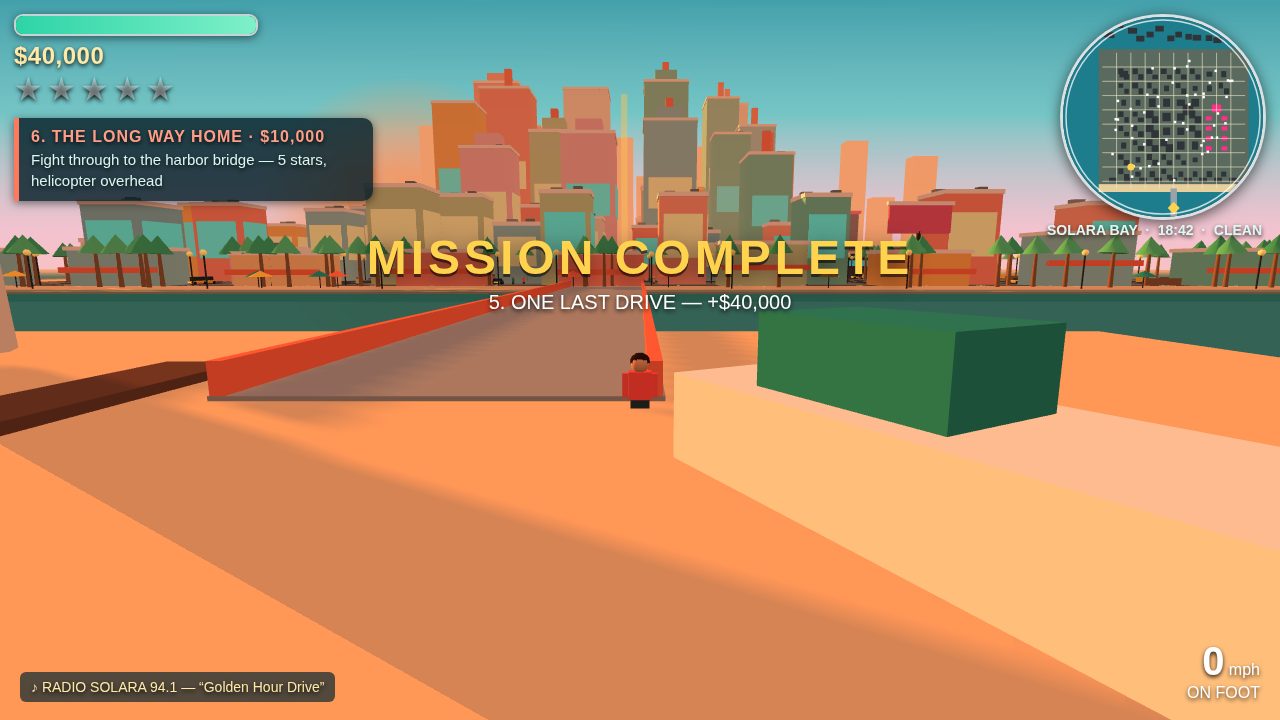 $40,000
6. THE LONG WAY HOME · $10,000
Fight through to the harbor bridge — 5 stars,
helicopter overhead
SOLARA BAY · 18:42 · CLEAN
MISSION COMPLETE
5. ONE LAST DRIVE — +$40,000
♪ RADIO SOLARA 94.1 — “Golden Hour Drive”
0 mph
ON FOOT